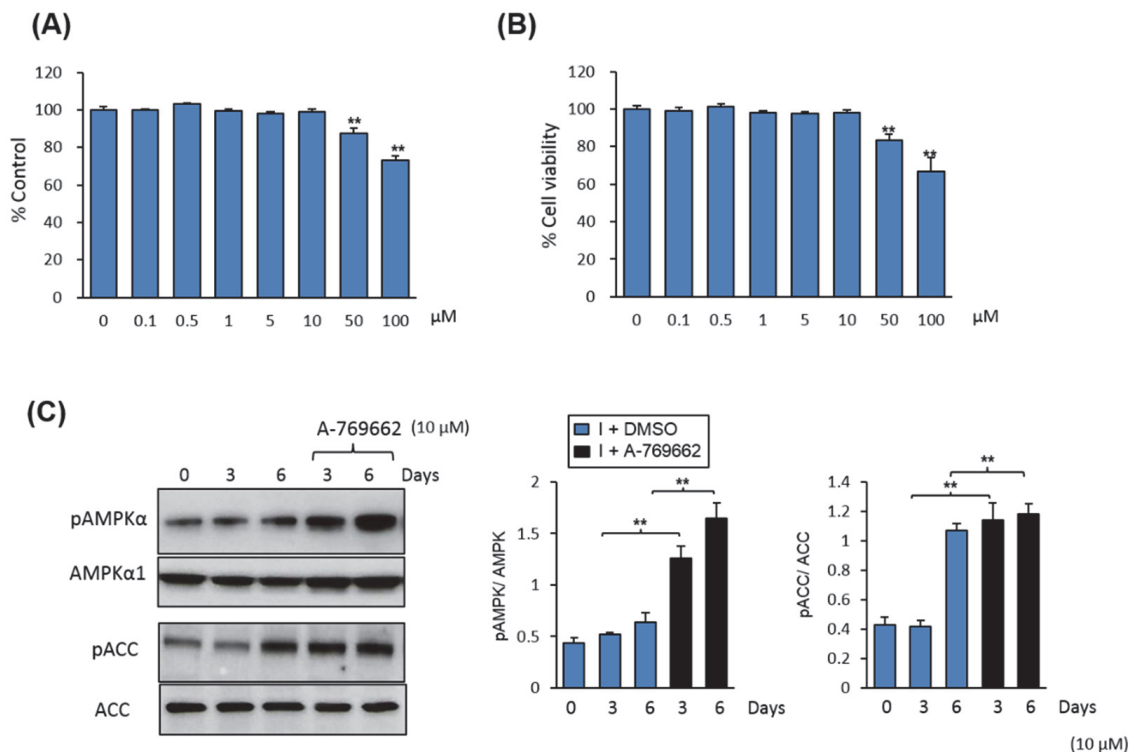 (A)
120
100
80
60
40
20
0
% Control
**
**
0 0.1 0.5 1 5 10 50 100 µM
(B)
120
100
80
60
40
20
0
% Cell viability
**
**
0 0.1 0.5 1 5 10 50 100 µM
(C)
A-769662 (10 µM)
0 3 6 3 6 Days
pAMPKα
AMPKα1
pACC
ACC
I + DMSO
I + A-769662
2
1.5
1
0.5
0
pAMPK/ AMPK
**
**
0 3 6 3 6 Days
1.4
1.2
1
0.8
0.6
0.4
0.2
0
pACC/ ACC
**
**
0 3 6 3 6 Days
(10 µM)